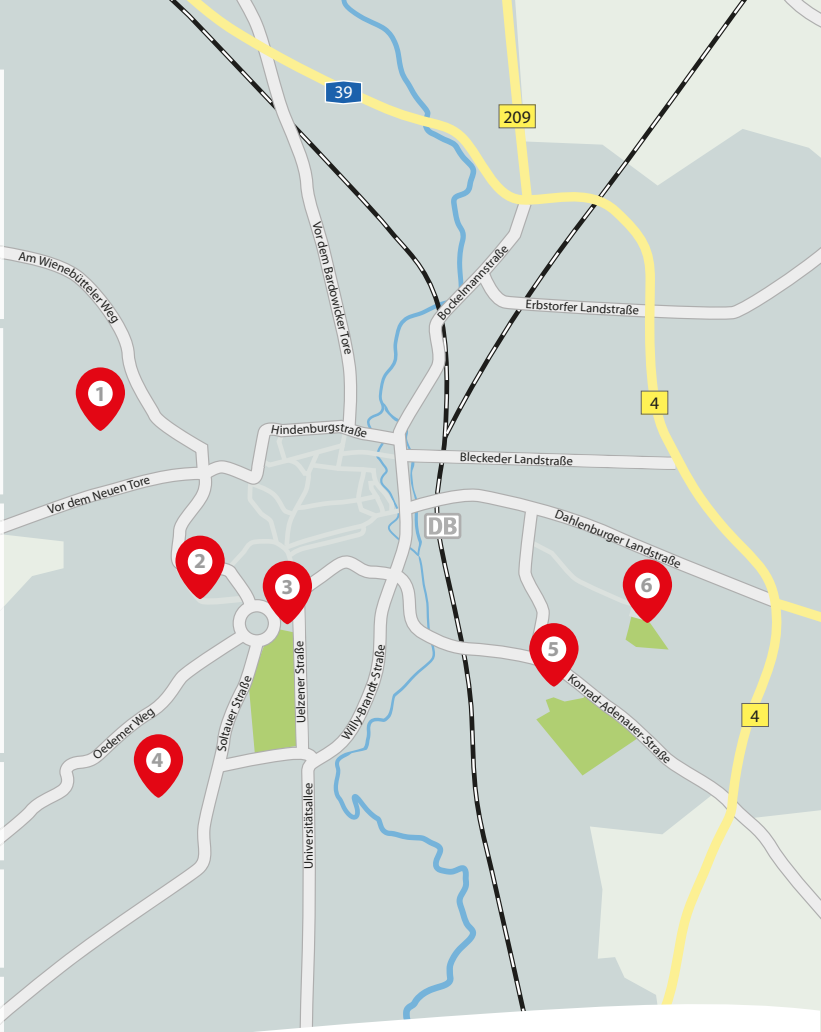 39
209
Vor dem Bardowicker Tore
Bockelmannstraße
Am Wienebütteler Weg
Erbstorfer Landstraße
1
4
Hindenburgstraße
Bleckeder Landstraße
Vor dem Neuen Tore
DB
Dahlenburger Landstraße
2
3
6
5
Uelzener Straße
Willy-Brandt-Straße
Soltauer Straße
Konrad-Adenauer-Straße
Oedemer Weg
4
4
Universitätsallee